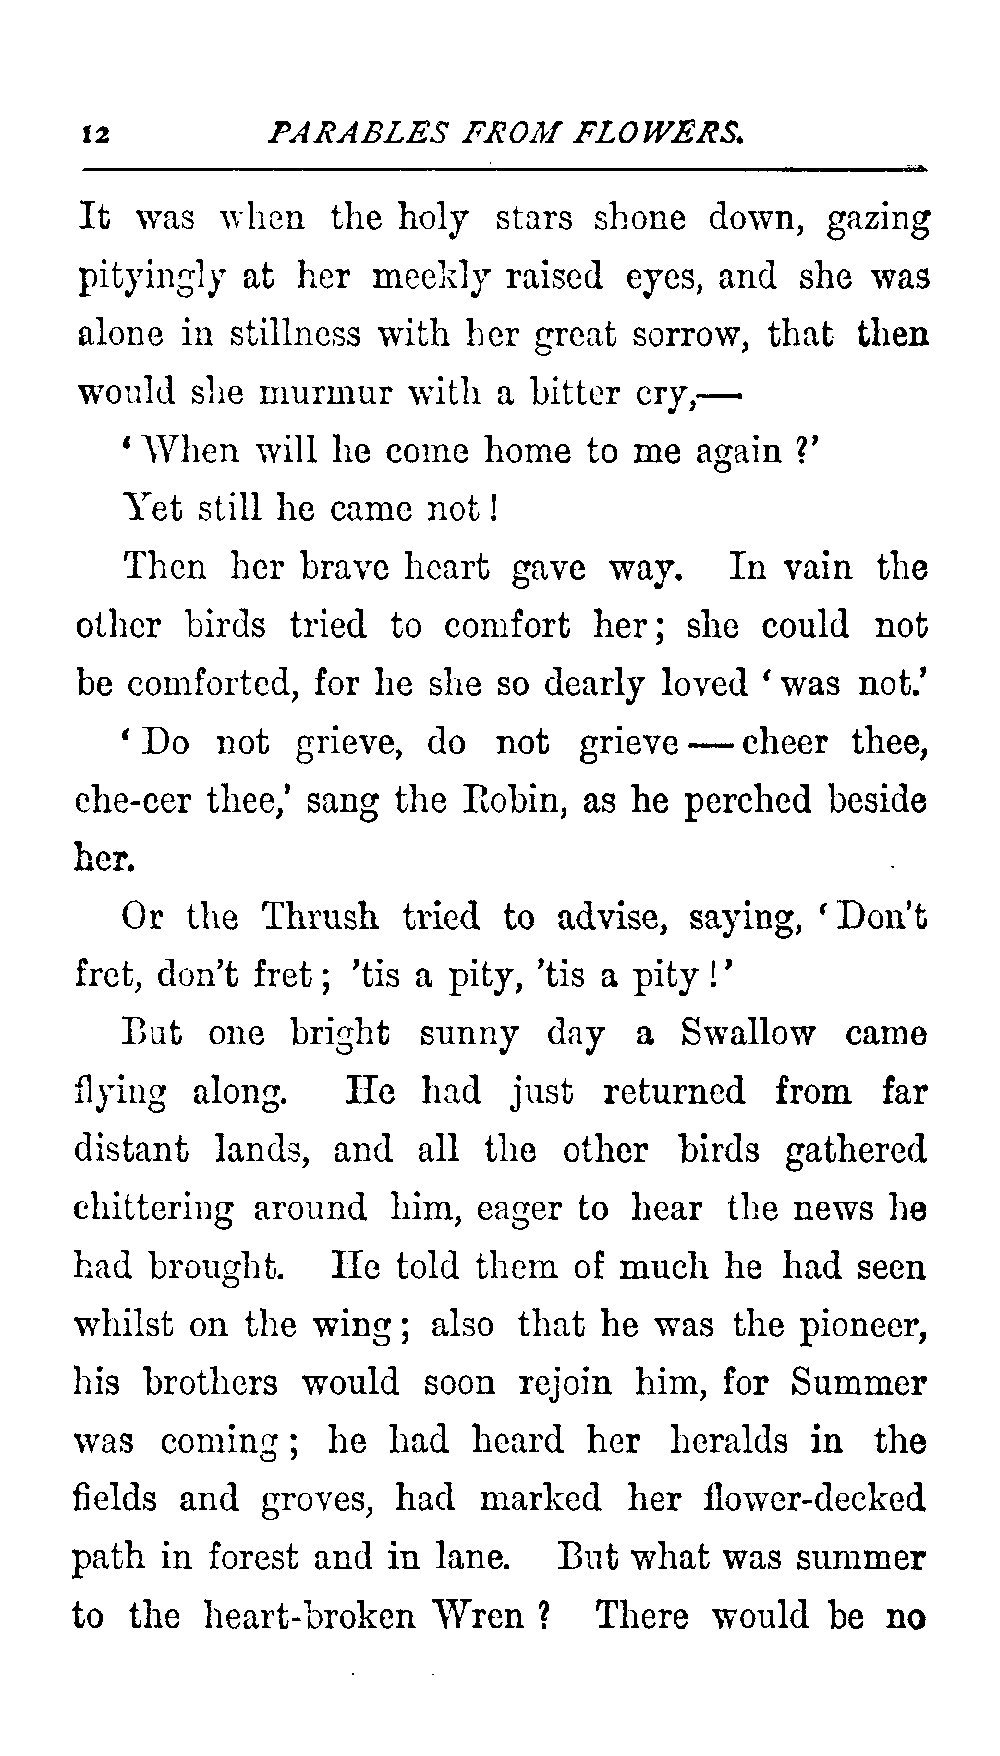 12 PARABLES FROM FLOWERS.
It was when the holy stars shone down, gazing
pityingly at her meekly raised eyes, and she was
alone in stillness with her great sorrow, that then
would she murmur with a bitter cry,—
‘When will he come home to me again ?’
Yet still he came not !
Then her brave heart gave way. In vain the
other birds tried to comfort her ; she could not
be comforted, for he she so dearly loved ‘was not.’
‘Do not grieve, do not grieve — cheer thee,
che-eer thee,’ sang the Robin, as he perched beside
her.
Or the Thrush tried to advise, saying, ‘Don’t
fret, don’t fret ; ’tis a pity, ’tis a pity !’
But one bright sunny day a Swallow came
flying along. He had just returned from far
distant lands, and all the other birds gathered
chittering around him, eager to hear the news he
had brought. He told them of much he had seen
whilst on the wing ; also that he was the pioneer,
his brothers would soon rejoin him, for Summer
was coming ; he had heard her heralds in the
fields and groves, had marked her flower-decked
path in forest and in lane. But what was summer
to the heart-broken Wren ? There would be no